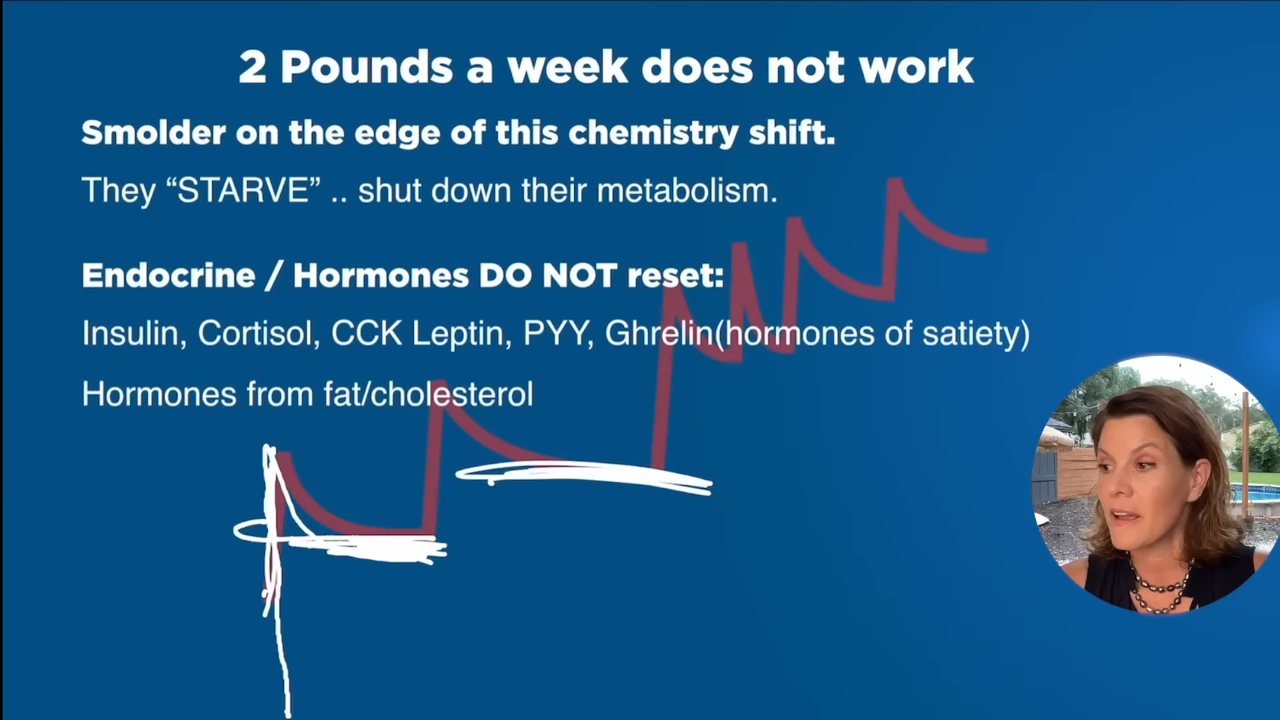 2 Pounds a week does not work
Smolder on the edge of this chemistry shift.
They “STARVE” .. shut down their metabolism.
Endocrine / Hormones DO NOT reset:
Insulin, Cortisol, CCK Leptin, PYY, Ghrelin(hormones of satiety)
Hormones from fat/cholesterol